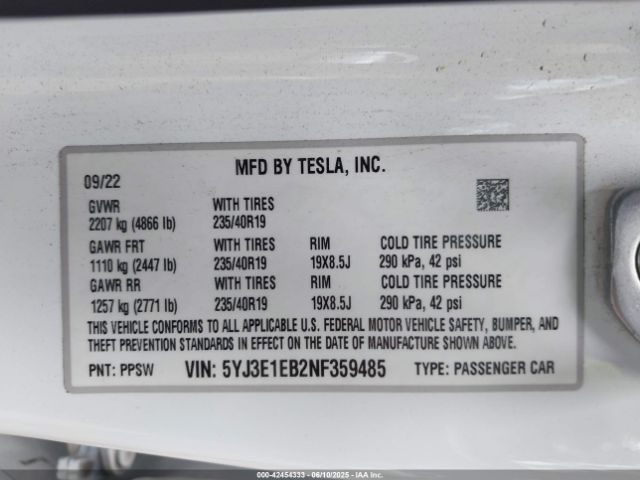 MFD BY TESLA, INC.
09/22
GVWR WITH TIRES
2207 kg (4866 lb) 235/40R19
GAWR FRT WITH TIRES RIM COLD TIRE PRESSURE
1110 kg (2447 lb) 235/40R19 19X8.5J 290 kPa, 42 psi
GAWR RR WITH TIRES RIM COLD TIRE PRESSURE
1257 kg (2771 lb) 235/40R19 19X8.5J 290 kPa, 42 psi
THIS VEHICLE CONFORMS TO ALL APPLICABLE U.S. FEDERAL MOTOR VEHICLE SAFETY, BUMPER, AND
THEFT PREVENTION STANDARDS IN EFFECT ON THE DATE OF MANUFACTURE SHOWN ABOVE.
PNT: PPSW VIN: 5YJ3E1EB2NF359485 TYPE: PASSENGER CAR
© 42454333 - 06/10/2025 - IAA, Inc.